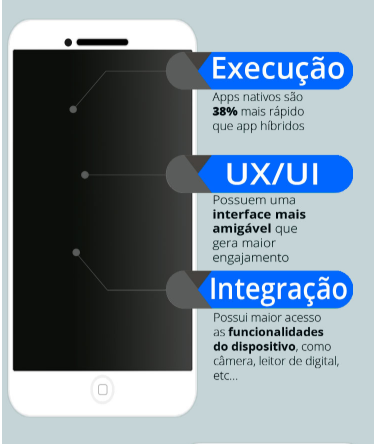 Execução
Apps nativos são
38% mais rápido
que app híbridos
UX/UI
Possuem uma
interface mais
amigável que
gera maior
engajamento
Integração
Possui maior acesso
as funcionalidades
do dispositivo, como
câmera, leitor de digital,
etc...